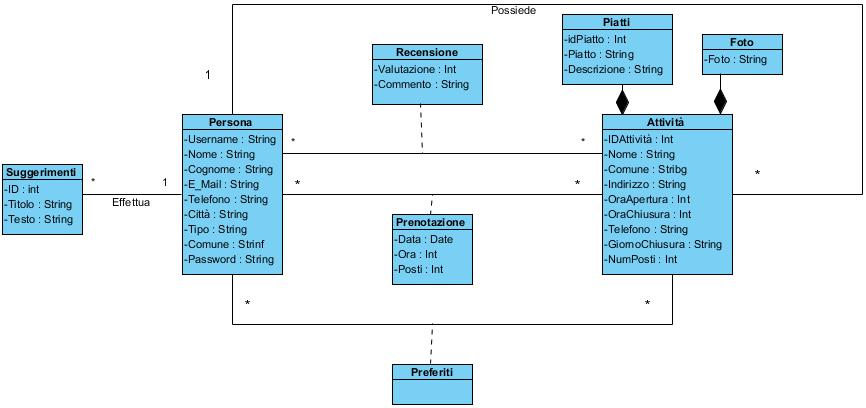 Possiede
1
Piatti
-idPiatto : Int
-Piatto : String
-Descrizione : String
Foto
-Foto : String
Recensione
-Valutazione : Int
-Commento : String
Persona
-Username : String
-Nome : String
-Cognome : String
-E_Mail : String
-Telefono : String
-Città : String
-Tipo : String
-Comune : Strinf
-Password : String
*
*
*
*
Attività
-IDAttività : Int
-Nome : String
-Comune : Stribg
-Indirizzo : String
-OraApertura : Int
-OraChiusura : Int
-Telefono : String
-GiornoChiusura : String
-NumPosti : Int
*
Suggerimenti
-ID : int
-Titolo : String
-Testo : String
*
1
Effettua
Prenotazione
-Data : Date
-Ora : Int
-Posti : Int
*
*
Preferiti